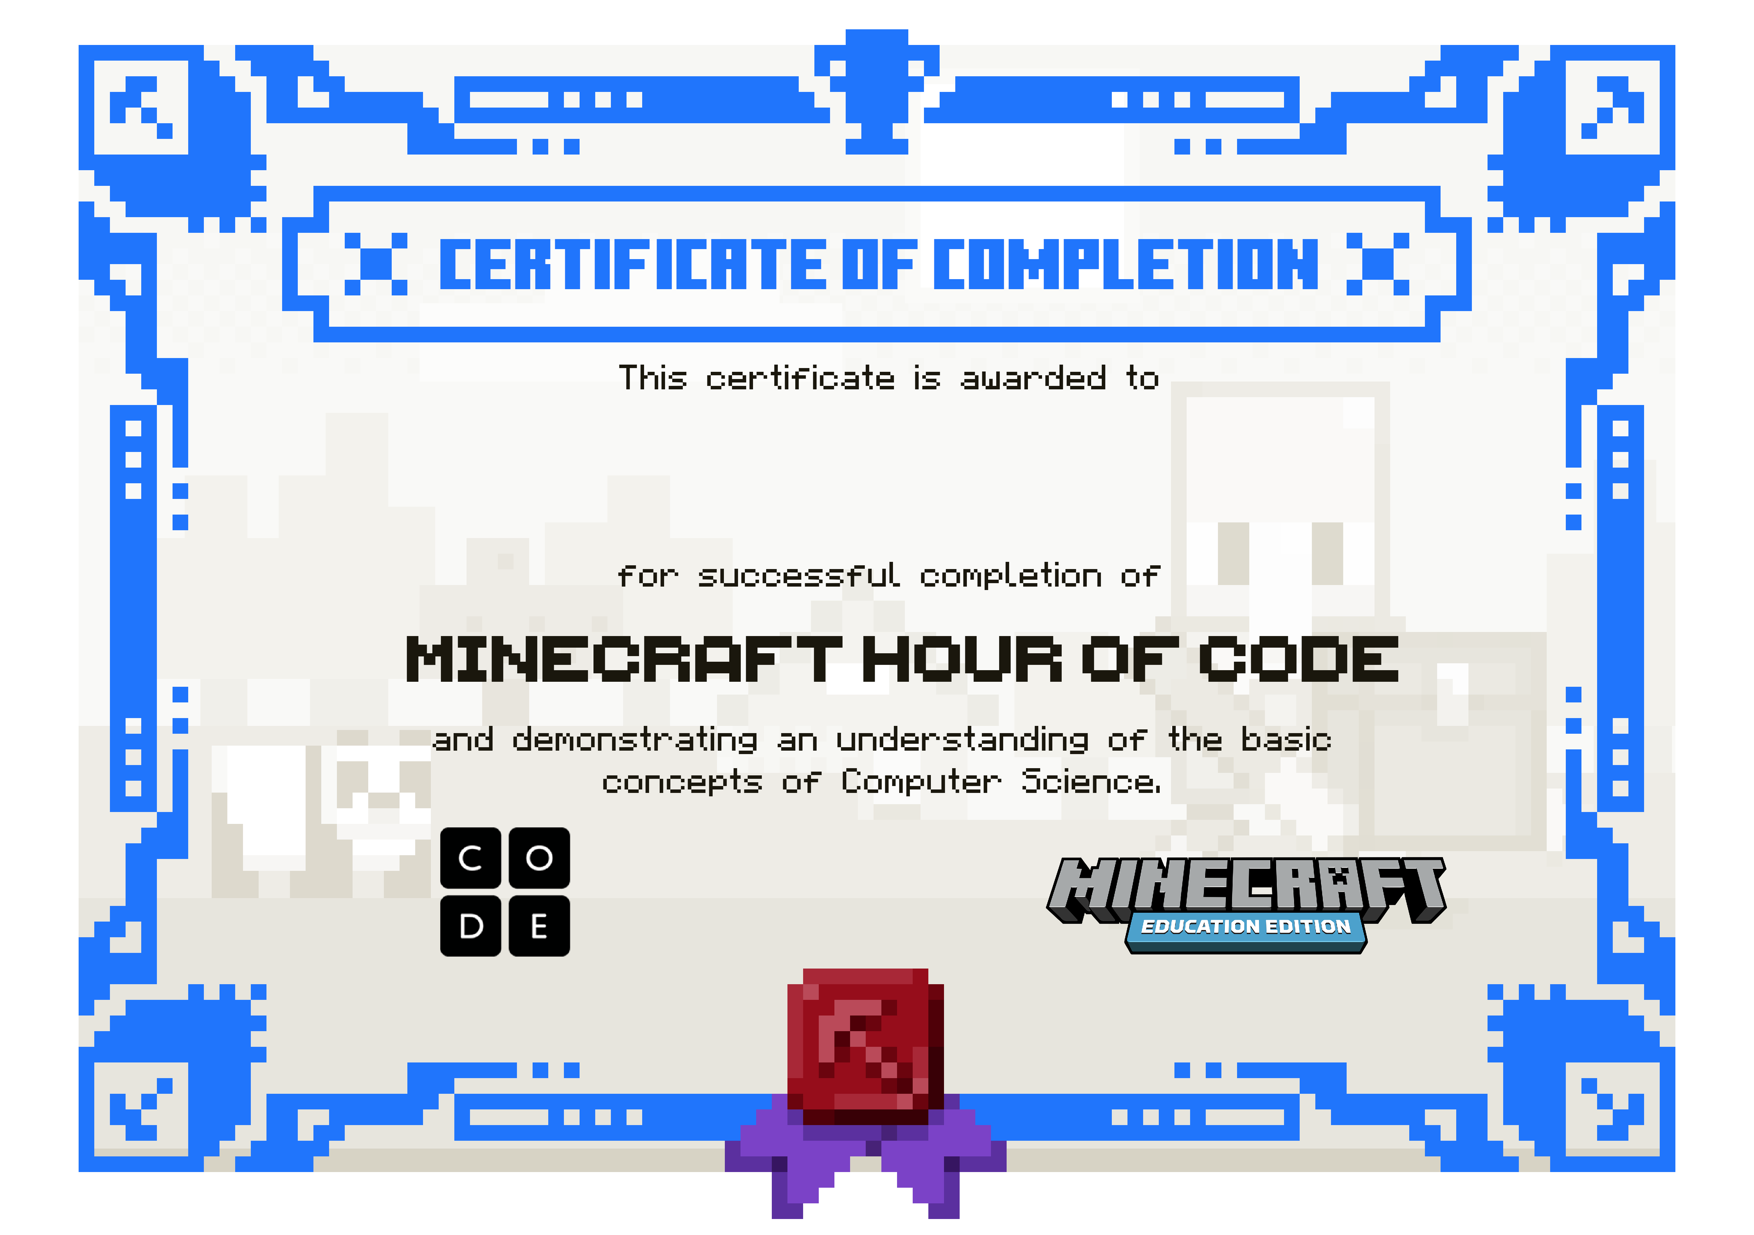 CERTIFICATE OF COMPLETION
This certificate is awarded to
for successful completion of
MINECRAFT HOUR OF CODE
and demonstrating an understanding of the basic
concepts of Computer Science.
C O
D E
MINECRAFT
EDUCATION EDITION